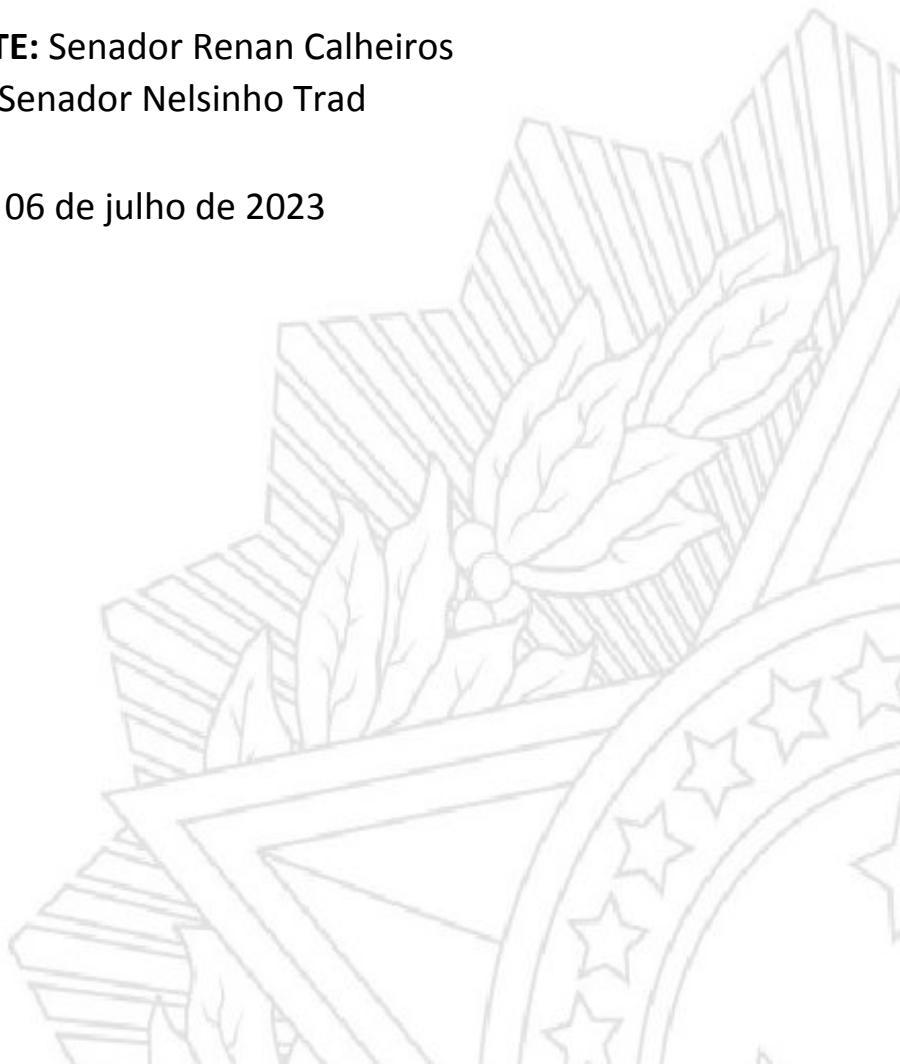 TE: Senador Renan Calheiros
Senador Nelsinho Trad
06 de julho de 2023